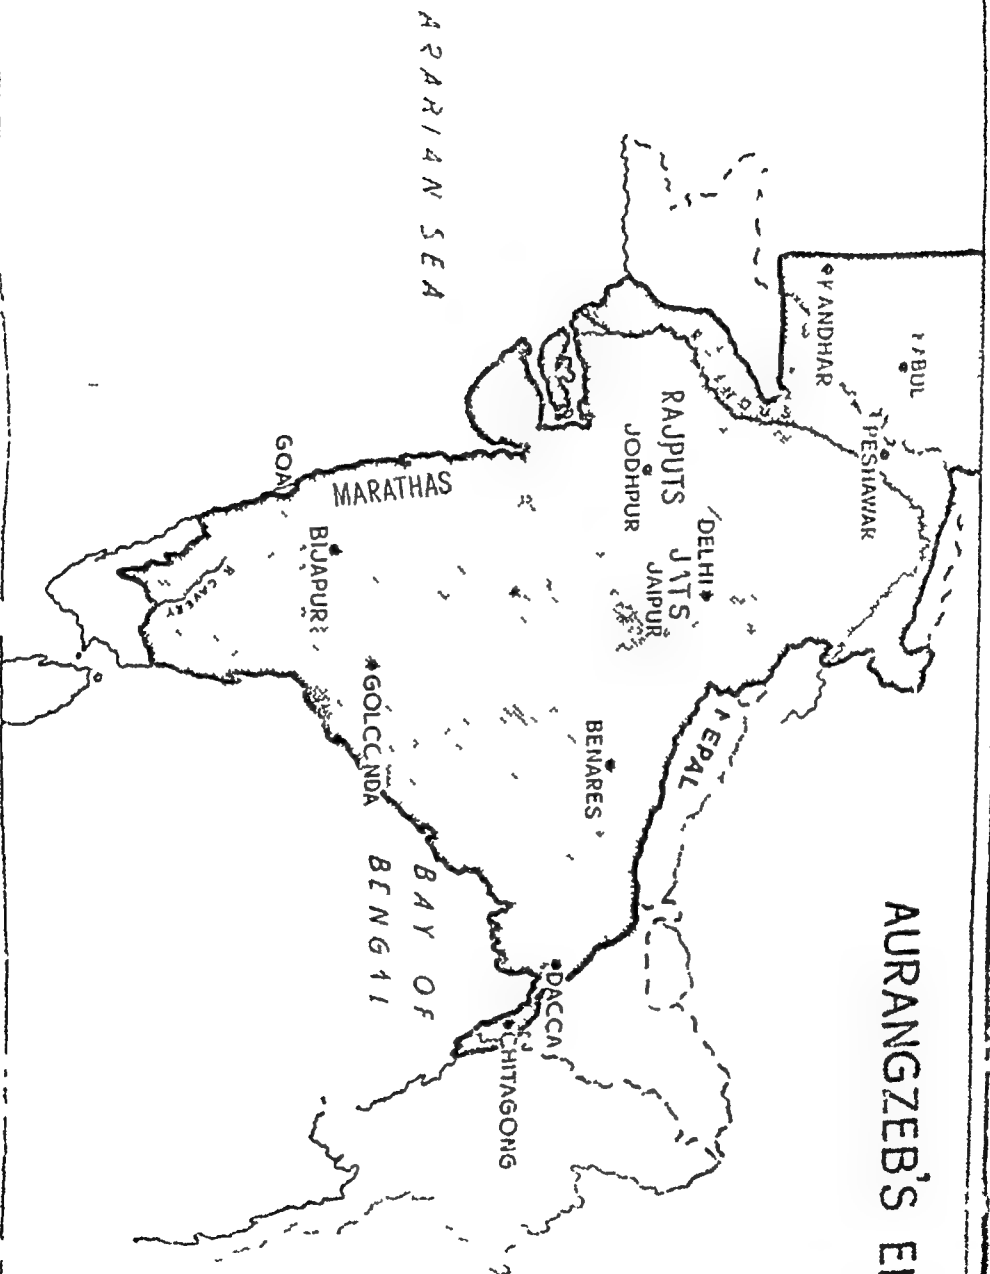 AURANGZEB'S
KANDHAR
PESHAWAR
DELHI
RAJPUTS
JATS
JODHPUR
JAIPUR
NEPAL
BENARES
DACCA
CHITAGONG
ARABIAN SEA
MARATHAS
BAY OF
BENGAL
GOLCONDA
BIJAPUR
GOA
R. CAVERY